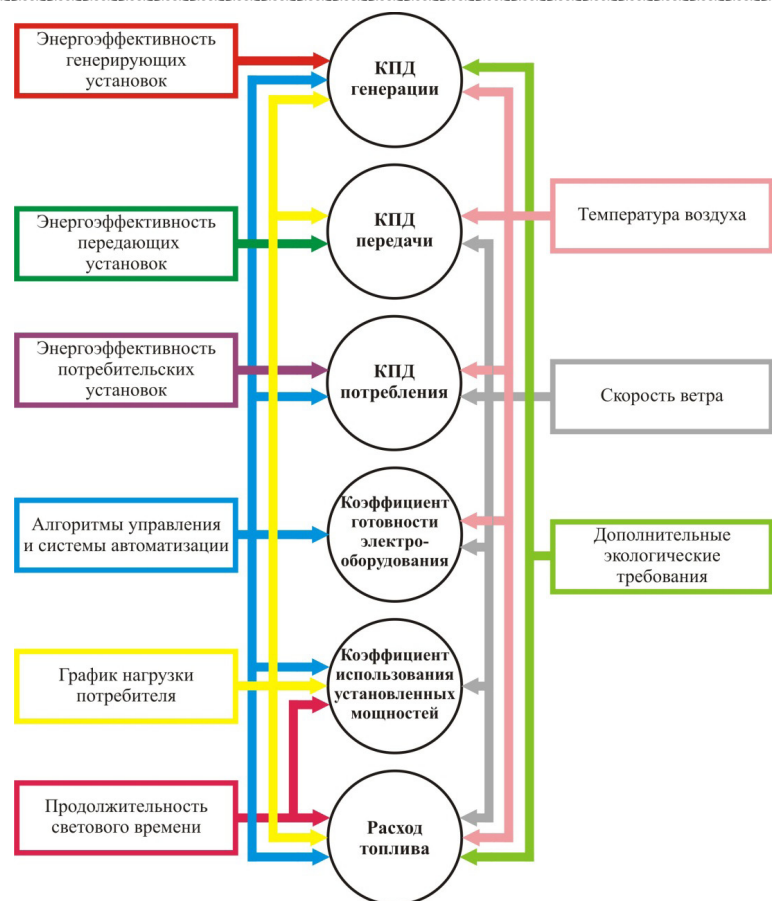 Энергоэффективность
генерирующих
установок
КПД
генерации
Энергоэффективность
передающих
установок
КПД
передачи
Температура воздуха
Энергоэффективность
потребительских
установок
КПД
потребления
Скорость ветра
Алгоритмы управления
и системы автоматизации
Коэффициент
готовности
электро-
оборудования
Дополнительные
экологические
требования
График нагрузки
потребителя
Коэффициент
использования
установленных
мощностей
Продолжительность
светового времени
Расход
топлива